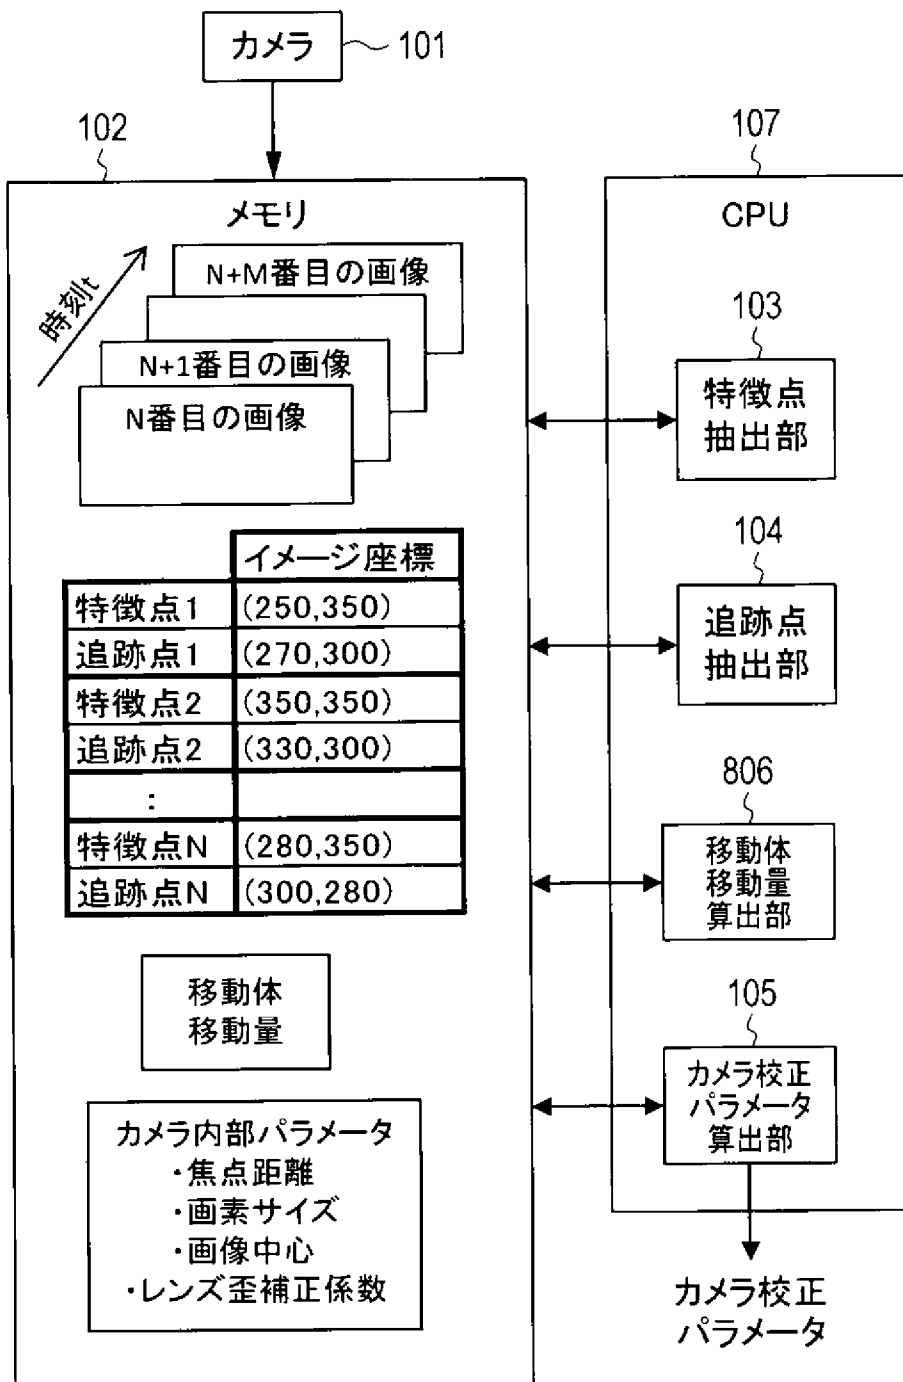 カメラ
101
102
メモリ
時刻t
N+M番目の画像
N+1番目の画像
N番目の画像
イメージ座標
特徴点1 (250,350)
追跡点1 (270,300)
特徴点2 (350,350)
追跡点2 (330,300)
:
特徴点N (280,350)
追跡点N (300,280)
移動体
移動量
カメラ内部パラメータ
・焦点距離
・画素サイズ
・画像中心
・レンズ歪補正係数
107
CPU
103
特徴点
抽出部
104
追跡点
抽出部
806
移動体
移動量
算出部
105
カメラ校正
パラメータ
算出部
カメラ校正
パラメータ